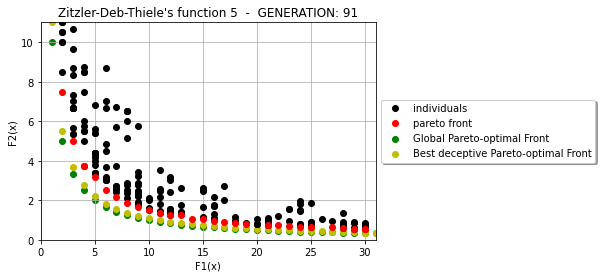 Zitzler-Deb-Thiele's function 5 - GENERATION: 91
10
8
6
4
2
0
F2(x)
0 5 10 15 20 25 30
F1(x)
individuals
pareto front
Global Pareto-optimal Front
Best deceptive Pareto-optimal Front